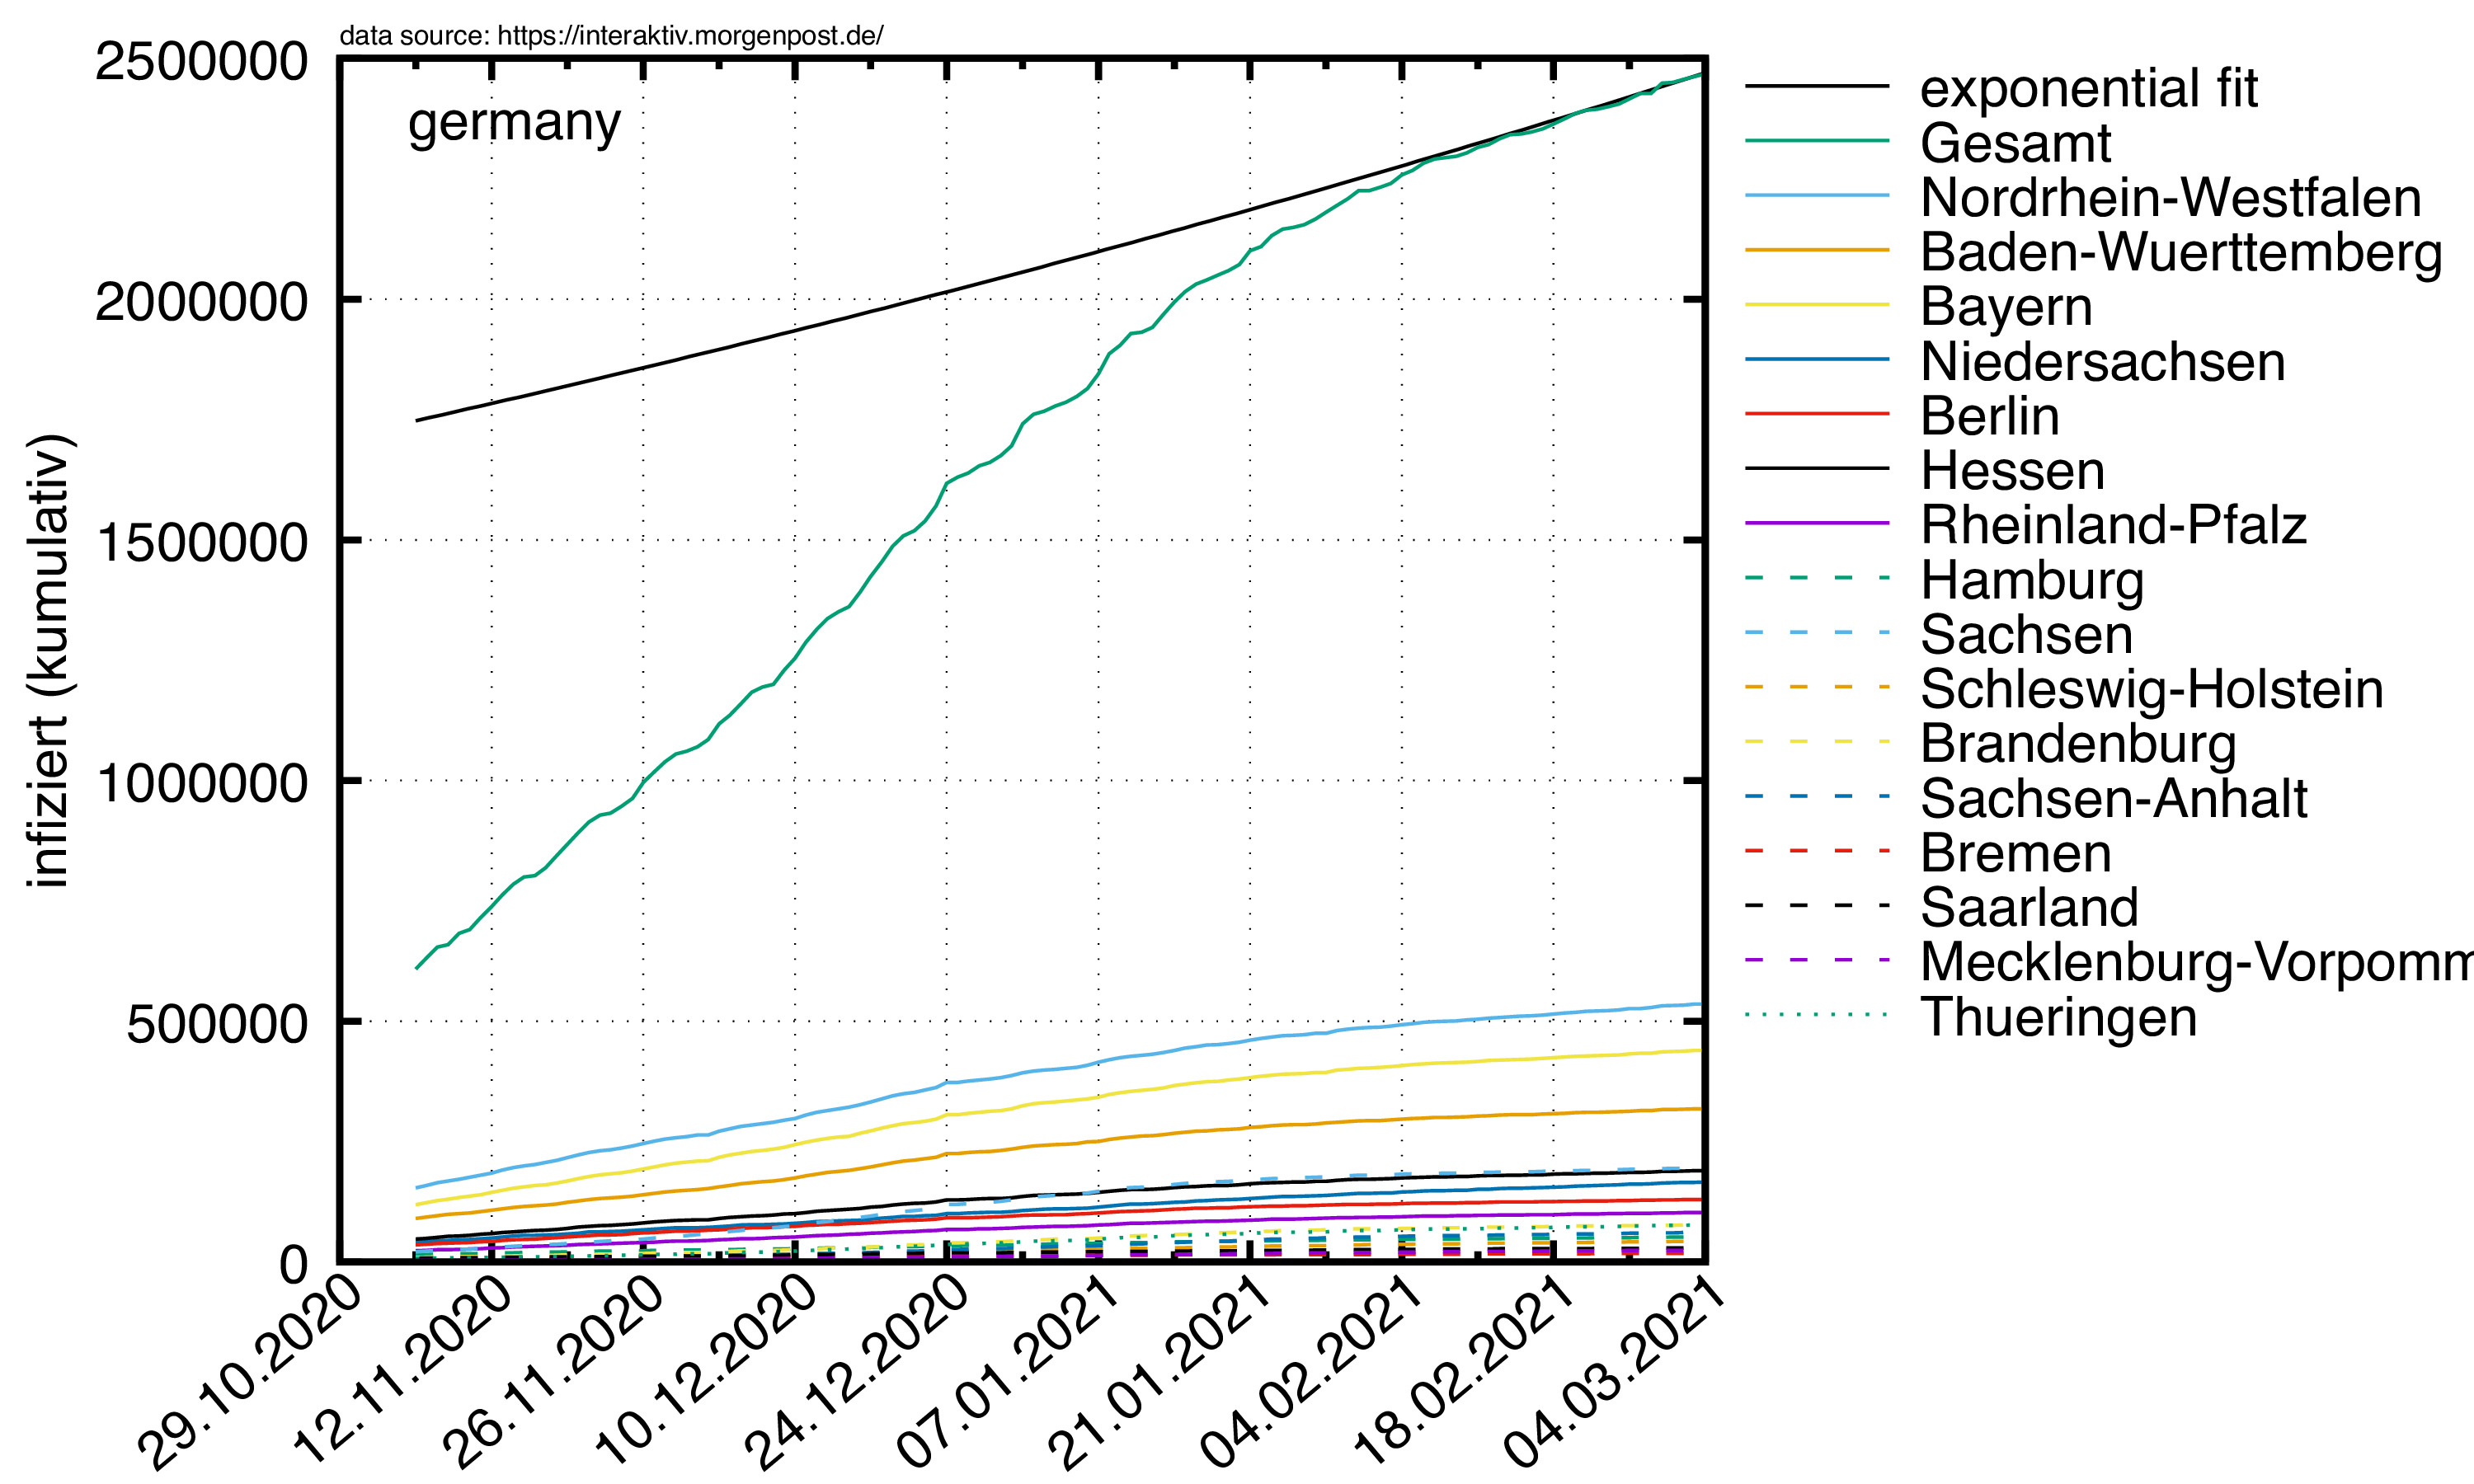 data source: https://interaktiv.morgenpost.de/
germany
infiziert (kumulativ)
2500000
2000000
1500000
1000000
500000
0
29.10.2020
12.11.2020
26.11.2020
10.12.2020
24.12.2020
07.01.2021
21.01.2021
04.02.2021
18.02.2021
04.03.2021
exponential fit
Gesamt
Nordrhein-Westfalen
Baden-Wuerttemberg
Bayern
Niedersachsen
Berlin
Hessen
Rheinland-Pfalz
Hamburg
Sachsen
Schleswig-Holstein
Brandenburg
Sachsen-Anhalt
Bremen
Saarland
Mecklenburg-Vorpomm
Thueringen